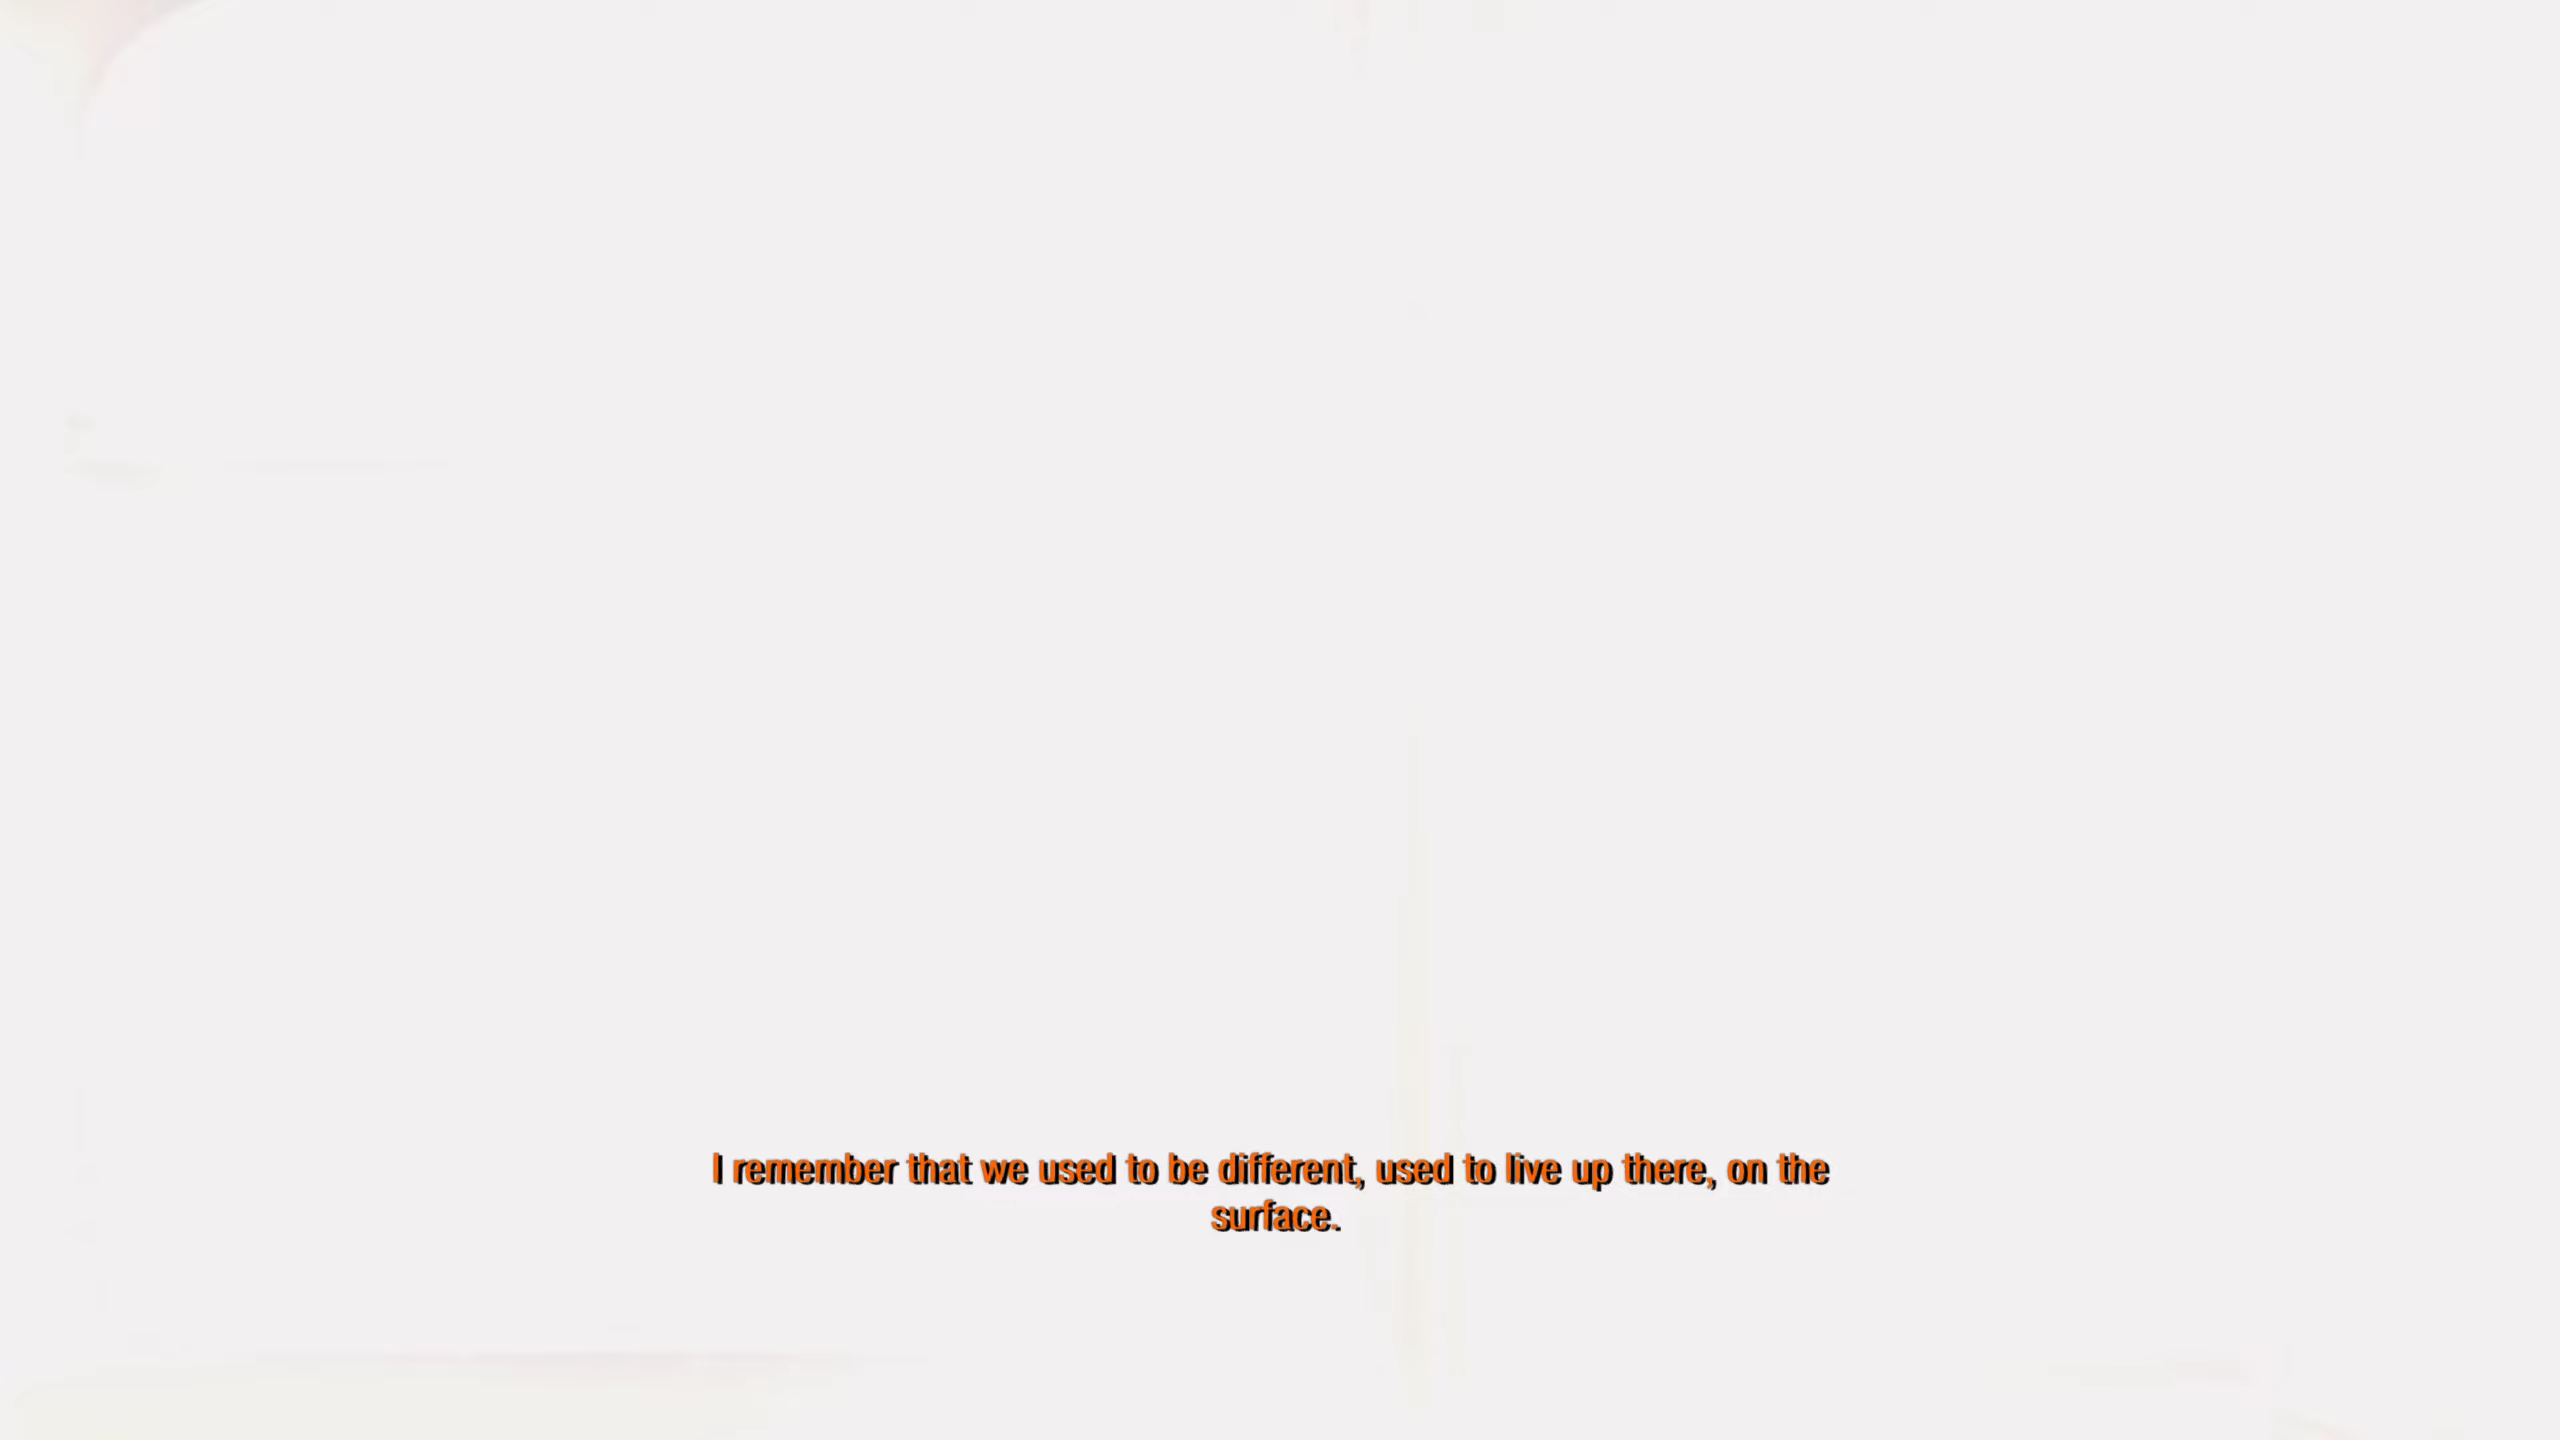 I remember that we used to be different, used to live up there, on the
surface.